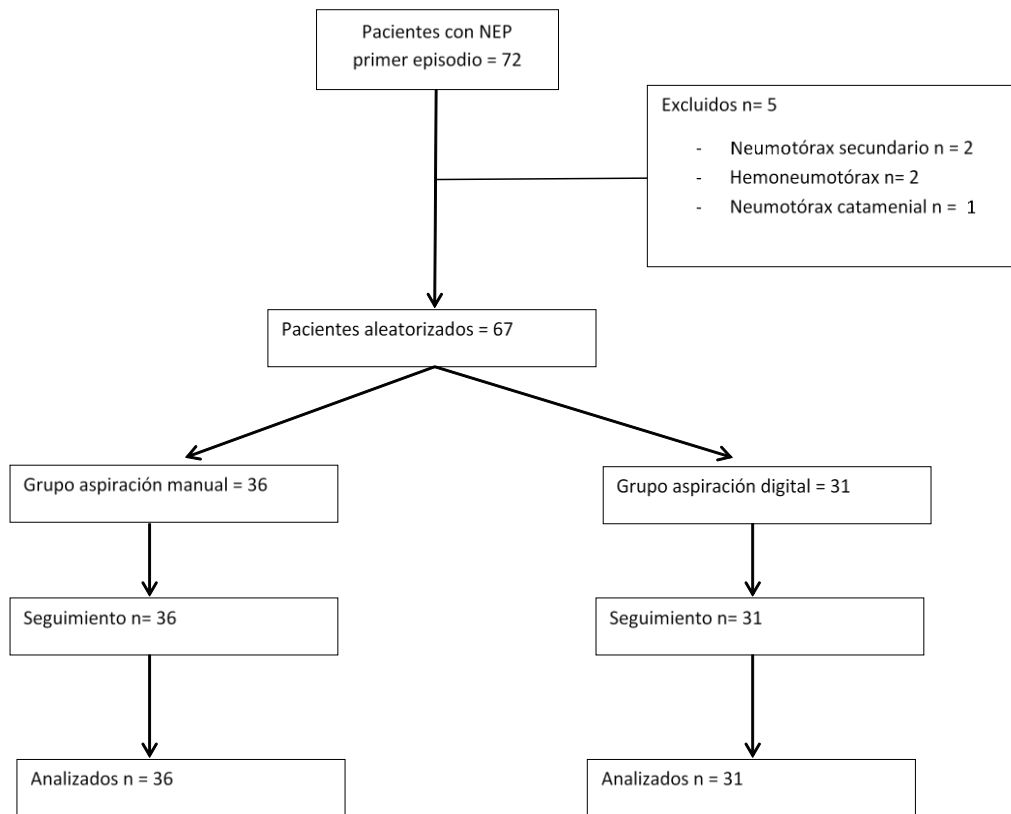 Pacientes con NEP
primer episodio = 72
Excluidos n= 5
- Neumotórax secundario n = 2
- Hemoneumotórax n= 2
- Neumotórax catamenial n = 1
Pacientes aleatorizados = 67
Grupo aspiración manual = 36
Grupo aspiración digital = 31
Seguimiento n= 36
Seguimiento n= 31
Analizados n = 36
Analizados n = 31